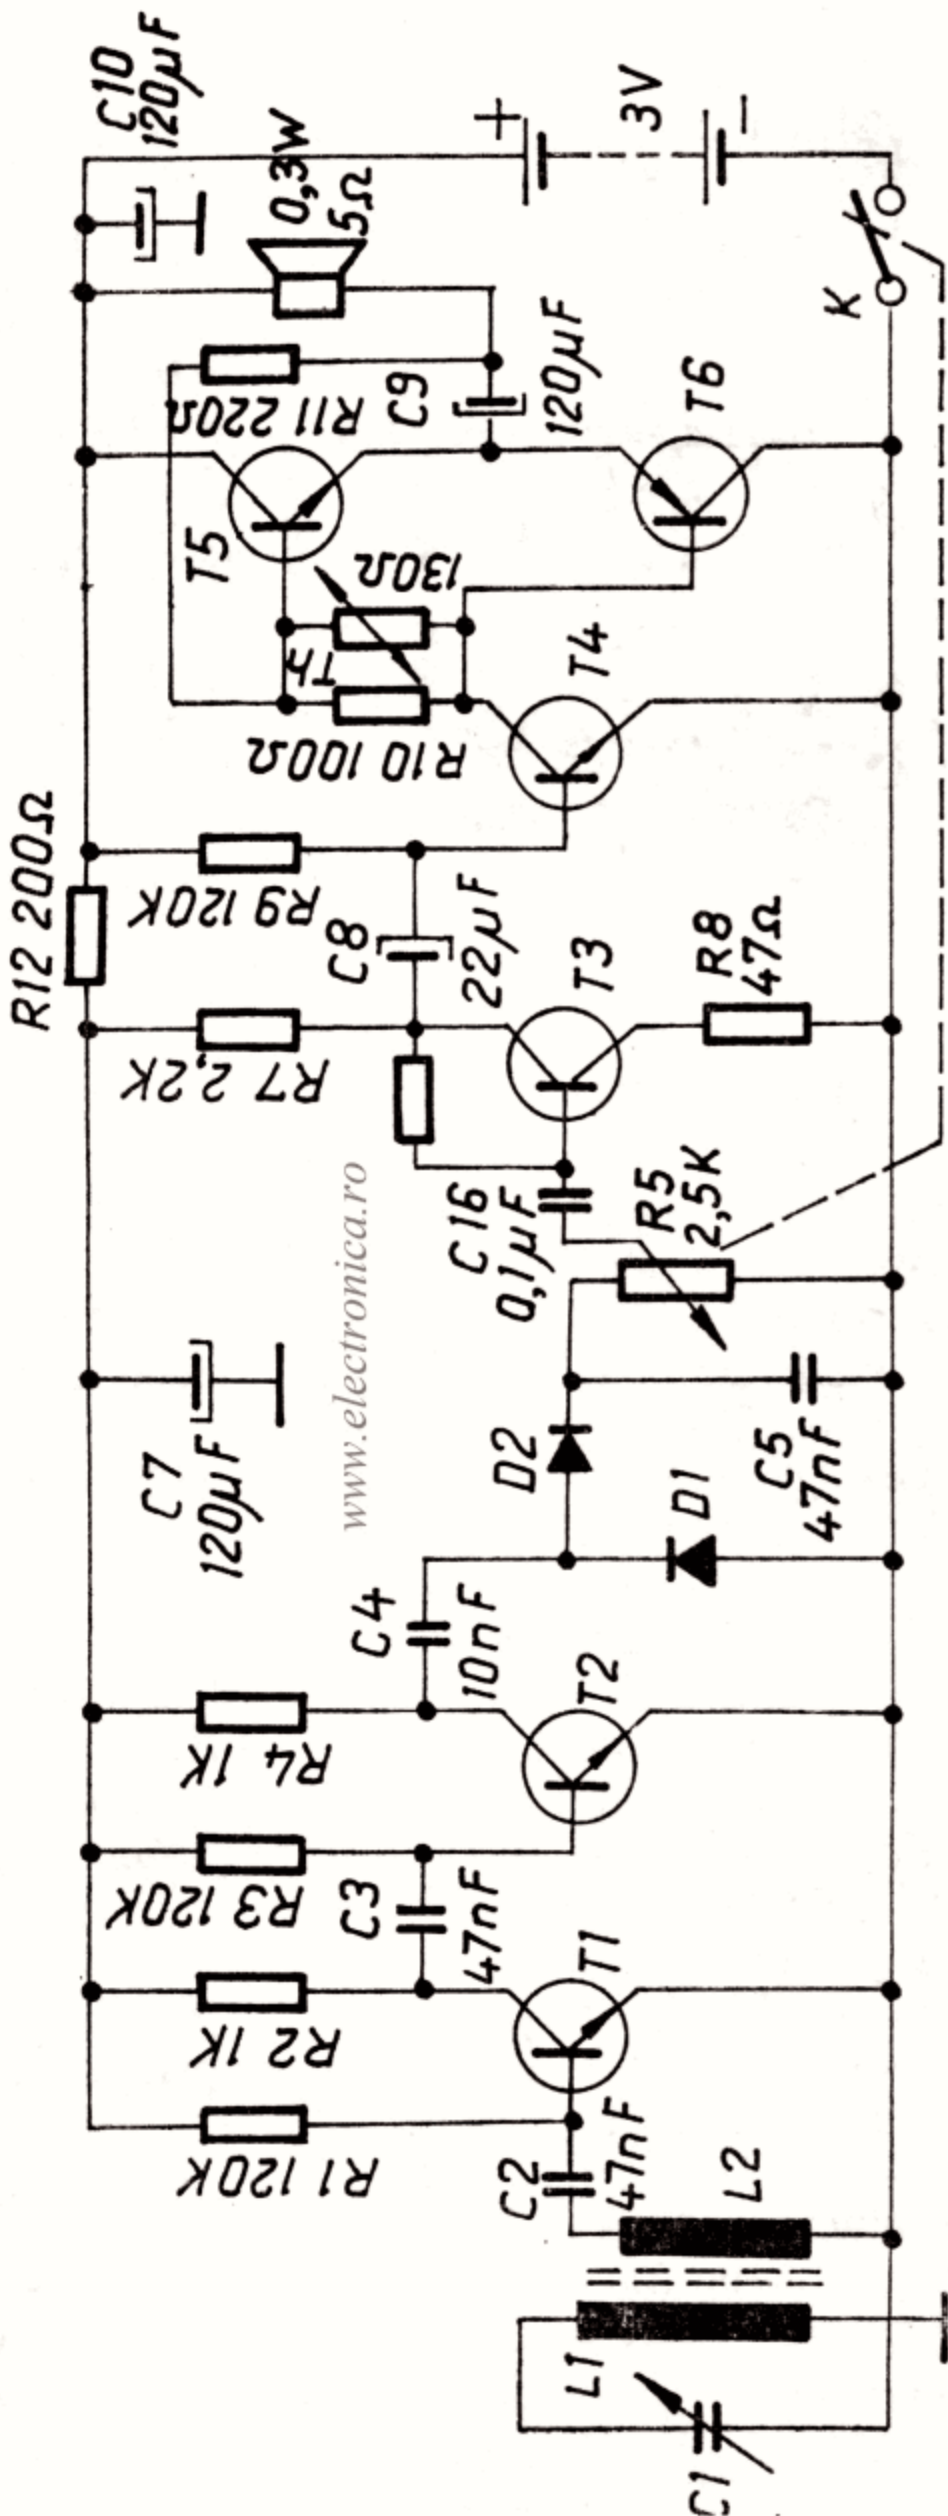 C10
120µF
0,3W
5Ω
+
3V
−
K
R11 220Ω
C9
120µF
T5
T6
130Ω
Th
R10 100Ω
T4
R12 200Ω
R9 120K
C8
22µF
T3
R8
47Ω
R7 2,2K
www.electronica.ro
C16
0,1µF
R5
2,5K
C7
120µF
D2
D1
C5
47nF
C4
10nF
R4 1K
T2
R3 120K
C3
47nF
T1
R2 1K
R1 120K
C2
47nF
L2
L1
C1